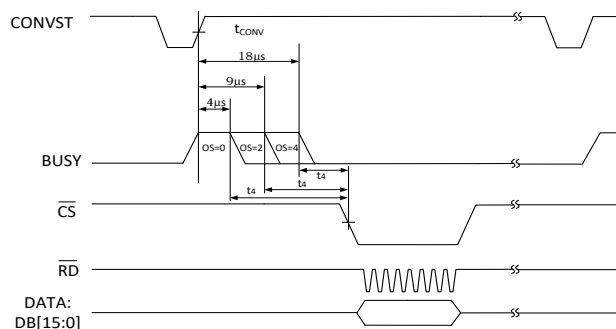 CONVST
tCONV
18μs
9μs
4μs
OS=0 OS=2 OS=4
BUSY
t4
t4
t4
CS
RD
DATA:
DB[15:0]